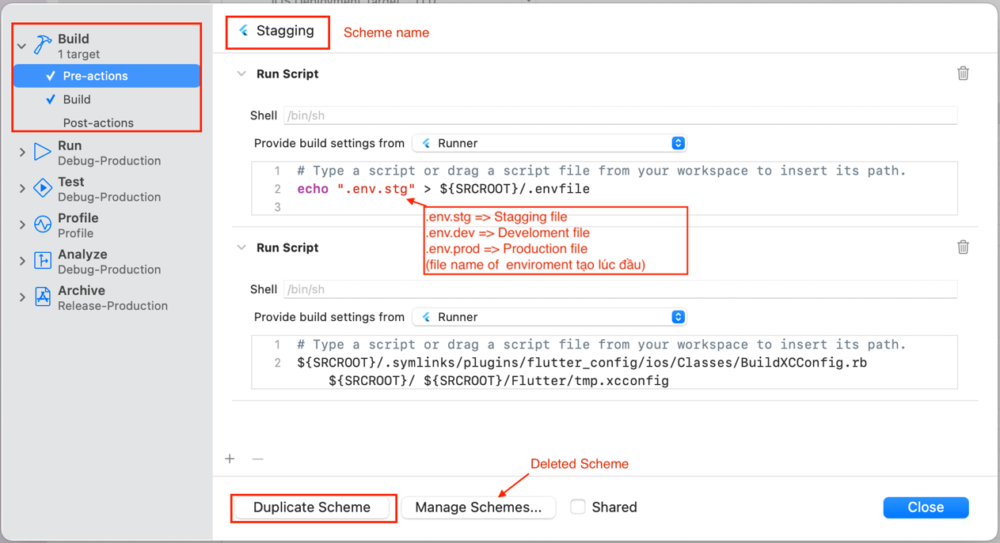 iOS Deployment Target 11.0
Build
1 target
Pre-actions
Build
Post-actions
Run
Debug-Production
Test
Debug-Production
Profile
Profile
Analyze
Debug-Production
Archive
Release-Production
Stagging
Scheme name
Run Script
Shell /bin/sh
Provide build settings from Runner
1 # Type a script or drag a script file from your workspace to insert its path.
2 echo ".env.stg" > ${SRCROOT}/.envfile
3
.env.stg => Stagging file
.env.dev => Develoment file
.env.prod => Production file
(file name of enviroment tạo lúc đầu)
Run Script
Shell /bin/sh
Provide build settings from Runner
1 # Type a script or drag a script file from your workspace to insert its path.
2 ${SRCROOT}/.symlinks/plugins/flutter_config/ios/Classes/BuildXCConfig.rb
${SRCROOT}/ ${SRCROOT}/Flutter/tmp.xcconfig
Deleted Scheme
Duplicate Scheme
Manage Schemes...
Shared
Close